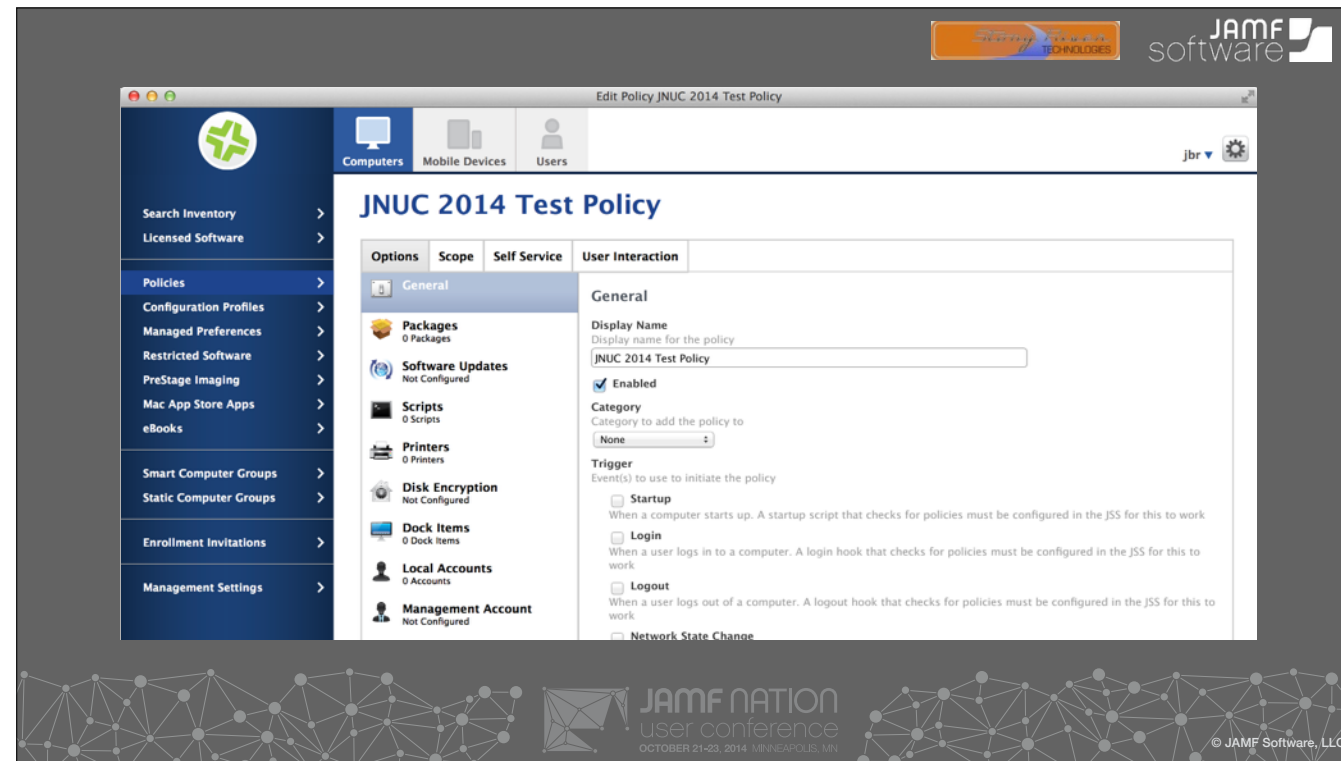 TECHNOLOGIES
JAMF
software
Edit Policy JNUC 2014 Test Policy
Computers
Mobile Devices
Users
jbr
Search Inventory
Licensed Software
Policies
Configuration Profiles
Managed Preferences
Restricted Software
PreStage Imaging
Mac App Store Apps
eBooks
Smart Computer Groups
Static Computer Groups
Enrollment Invitations
Management Settings
JNUC 2014 Test Policy
Options Scope Self Service User Interaction
General
Packages
0 Packages
Software Updates
Not Configured
Scripts
0 Scripts
Printers
0 Printers
Disk Encryption
Not Configured
Dock Items
0 Dock Items
Local Accounts
0 Accounts
Management Account
Not Configured
General
Display Name
Display name for the policy
JNUC 2014 Test Policy
Enabled
Category
Category to add the policy to
None
Trigger
Event(s) to use to initiate the policy
Startup
When a computer starts up. A startup script that checks for policies must be configured in the JSS for this to work
Login
When a user logs in to a computer. A login hook that checks for policies must be configured in the JSS for this to
work
Logout
When a user logs out of a computer. A logout hook that checks for policies must be configured in the JSS for this to
work
Network State Change
JAMF NATION
user conference
OCTOBER 21-23, 2014 MINNEAPOLIS, MN
© JAMF Software, LLC